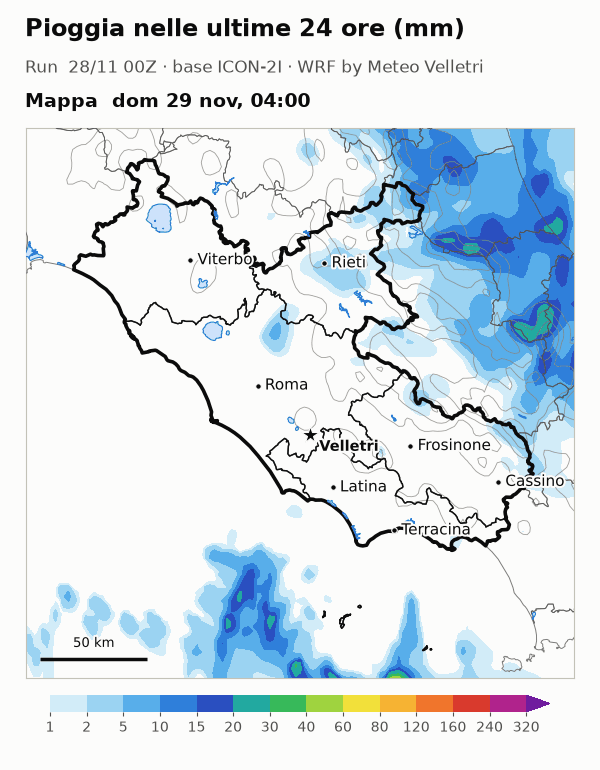 Pioggia nelle ultime 24 ore (mm)
Run 28/11 00Z · base ICON-2I · WRF by Meteo Velletri
Mappa dom 29 nov, 04:00
Viterbo
Rieti
Roma
Velletri
Frosinone
Latina
Cassino
Terracina
50 km
1 2 5 10 15 20 30 40 60 80 120 160 240 320